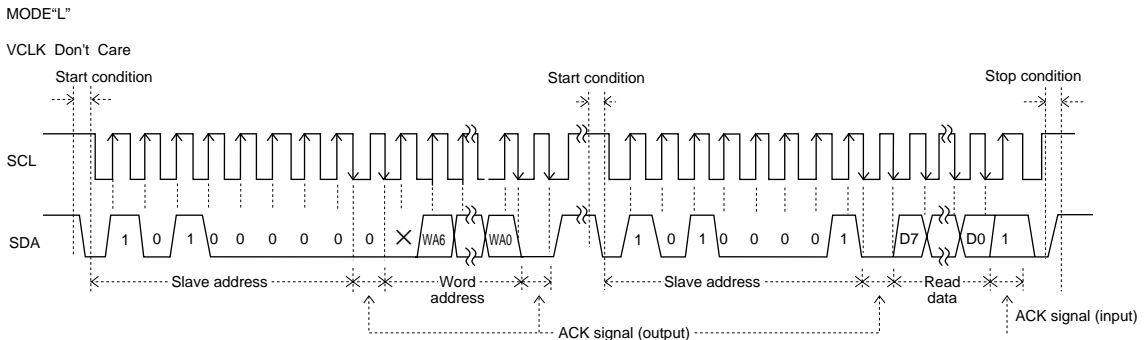 MODE“L”
VCLK Don't Care
Start condition
Start condition
Stop condition
SCL
SDA
1 0 1 0 0 0 0 0 0 × WA6 WA0 1 0 1 0 0 0 0 1 D7 D0 1
Slave address
Word address
Slave address
Read data
ACK signal (output)
ACK signal (input)